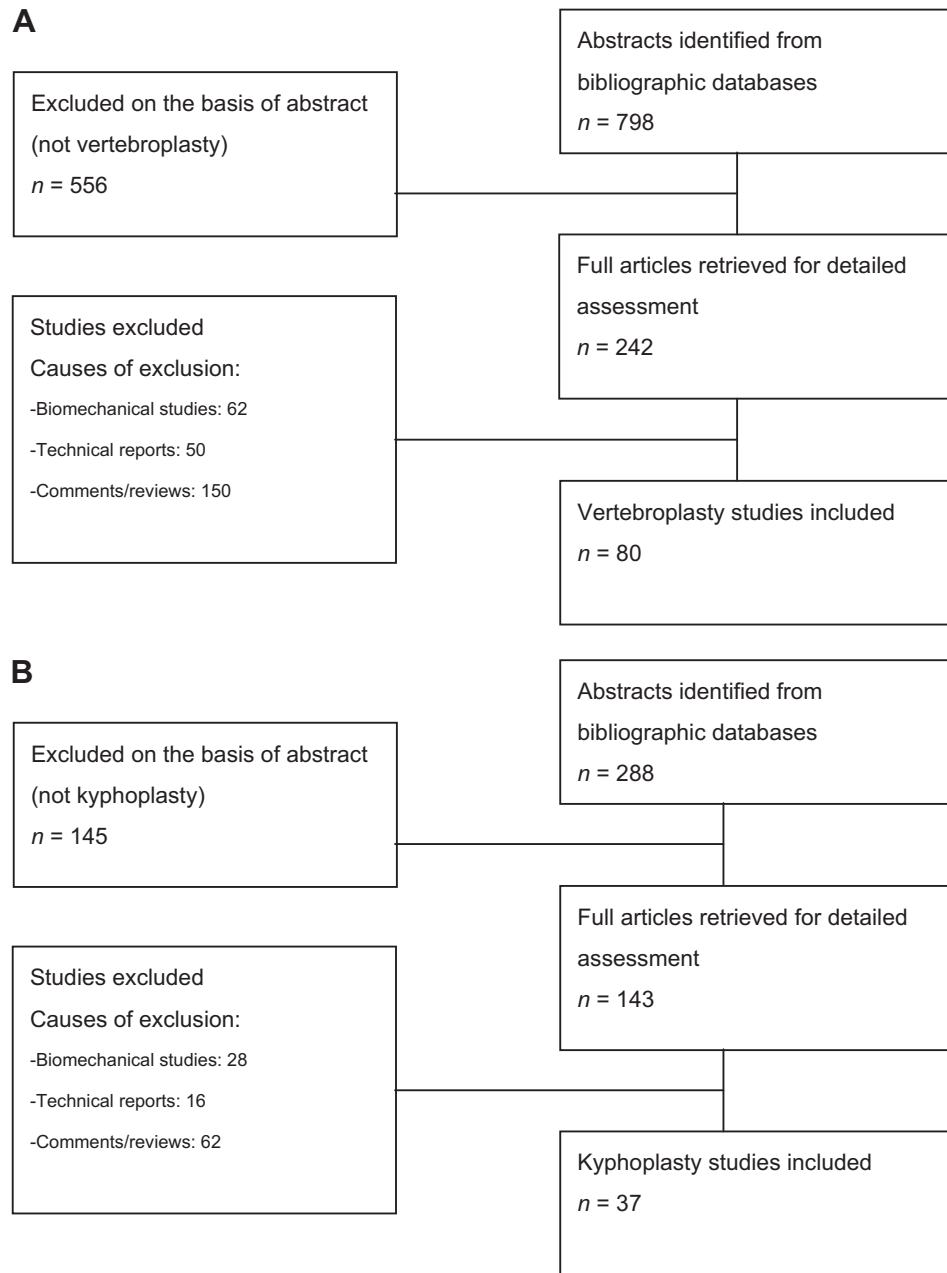 A
Abstracts identified from
bibliographic databases
n = 798
Excluded on the basis of abstract
(not vertebroplasty)
n = 556
Full articles retrieved for detailed
assessment
n = 242
Studies excluded
Causes of exclusion:
-Biomechanical studies: 62
-Technical reports: 50
-Comments/reviews: 150
Vertebroplasty studies included
n = 80
B
Abstracts identified from
bibliographic databases
n = 288
Excluded on the basis of abstract
(not kyphoplasty)
n = 145
Full articles retrieved for detailed
assessment
n = 143
Studies excluded
Causes of exclusion:
-Biomechanical studies: 28
-Technical reports: 16
-Comments/reviews: 62
Kyphoplasty studies included
n = 37